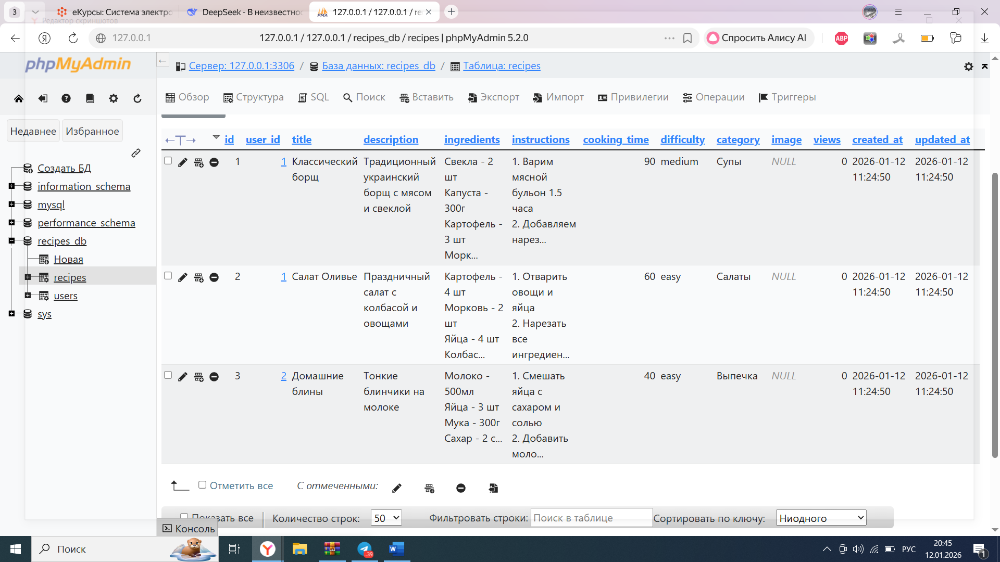 3
еКурсы: Система электро
DeepSeek - В неизвестнос
127.0.0.1 / 127.0.0.1 / re
Редактор скриншотов
127.0.0.1
127.0.0.1 / 127.0.0.1 / recipes_db / recipes | phpMyAdmin 5.2.0
Спросить Алису AI
ABP
phpMyAdmin
Сервер: 127.0.0.1:3306 / База данных: recipes_db / Таблица: recipes
Обзор Структура SQL Поиск Вставить Экспорт Импорт Привилегии Операции Триггеры
Недавнее Избранное
Создать БД
information_schema
mysql
performance_schema
recipes_db
Новая
recipes
users
sys
id user_id title description ingredients instructions cooking_time difficulty category image views created_at updated_at
1 1 Классический Традиционный Свекла - 2 1. Варим 90 medium Супы NULL 0 2026-01-12 2026-01-12
борщ украинский шт мясной 11:24:50 11:24:50
борщ с мясом Капуста - бульон 1.5
и свеклой 300г часа
Картофель - 2. Добавляем
3 шт нарез...
Морк...
2 1 Салат Оливье Праздничный Картофель - 1. Отварить 60 easy Салаты NULL 0 2026-01-12 2026-01-12
салат с 4 шт овощи и 11:24:50 11:24:50
колбасой и Морковь - 2 яйца
овощами шт 2. Нарезать
Яйца - 4 шт все
Колбас... ингредиен...
3 2 Домашние Тонкие Молоко - 1. Смешать 40 easy Выпечка NULL 0 2026-01-12 2026-01-12
блины блинчики на 500мл яйца с 11:24:50 11:24:50
молоке Яйца - 3 шт сахаром и
Мука - 300г солью
Сахар - 2 с... 2. Добавить
моло...
Отметить все С отмеченными:
Показать все Количество строк: 50 Фильтровать строки: Поиск в таблице Сортировать по ключу: Ниодного
Консоль
Поиск
..39
РУС
20:45
12.01.2026
1